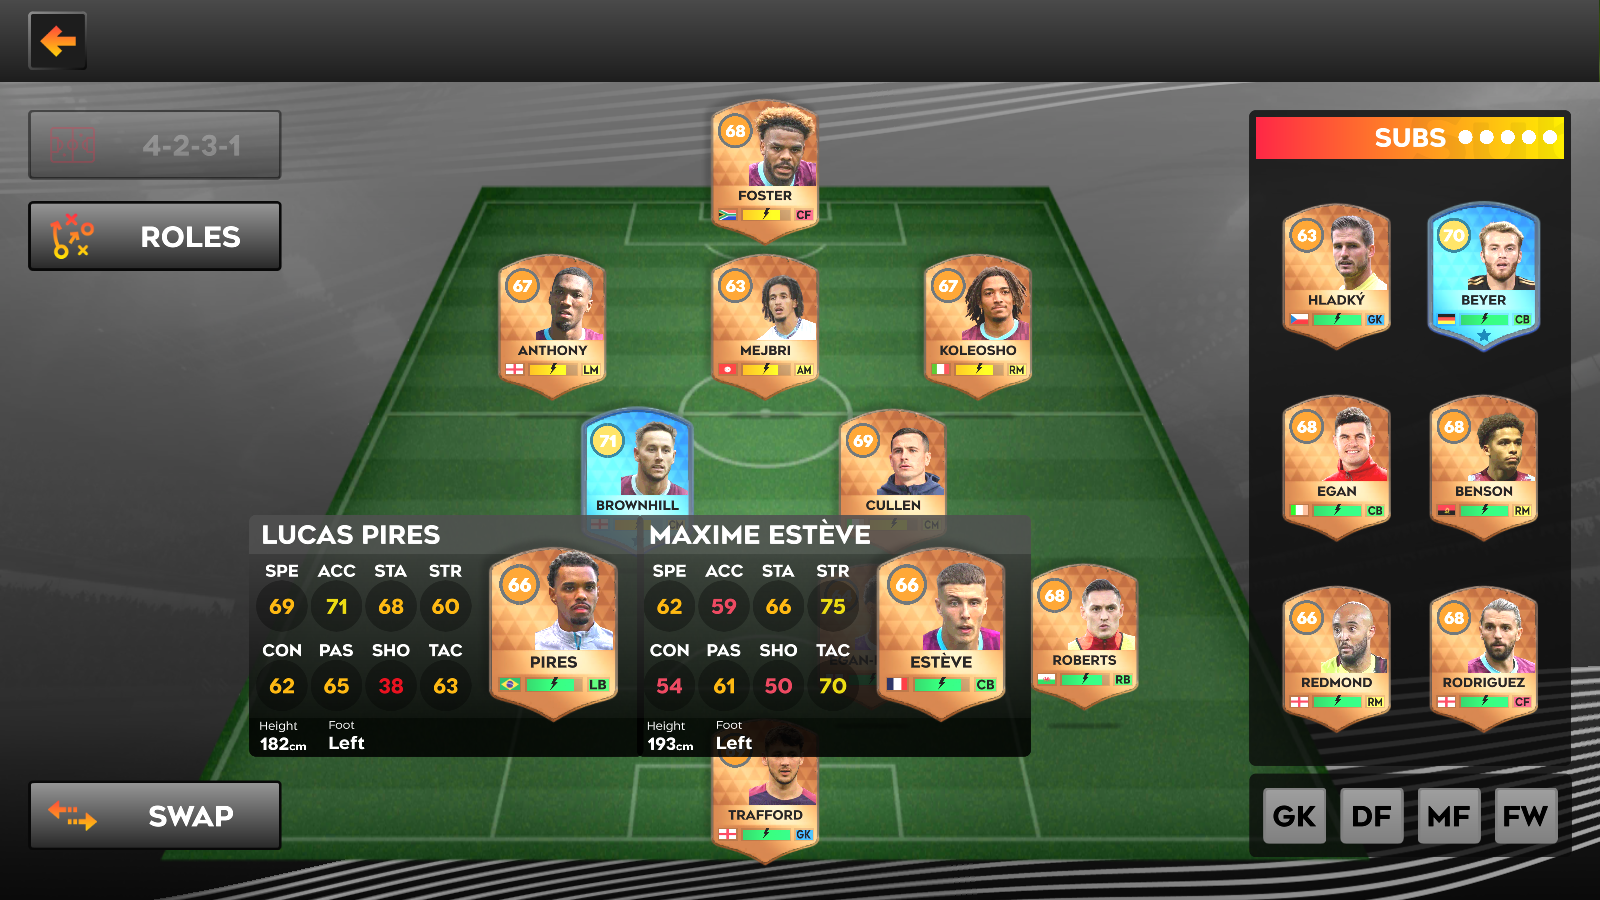 4-2-3-1
ROLES
68
FOSTER
CF
67
ANTHONY
LM
63
MEJBRI
AM
67
KOLEOSHO
RM
71
BROWNHILL
CM
69
CULLEN
CM
LUCAS PIRES
SPE ACC STA STR
69 71 68 60
CON PAS SHO TAC
62 65 38 63
Height Foot
182cm Left
66
PIRES
LB
MAXIME ESTÈVE
SPE ACC STA STR
62 59 66 75
CON PAS SHO TAC
54 61 50 70
Height Foot
193cm Left
66
ESTÈVE
CB
68
ROBERTS
RB
TRAFFORD
GK
SWAP
SUBS
63
HLADKÝ
GK
70
BEYER
CB
68
EGAN
CB
68
BENSON
RM
66
REDMOND
RM
68
RODRIGUEZ
CF
GK DF MF FW